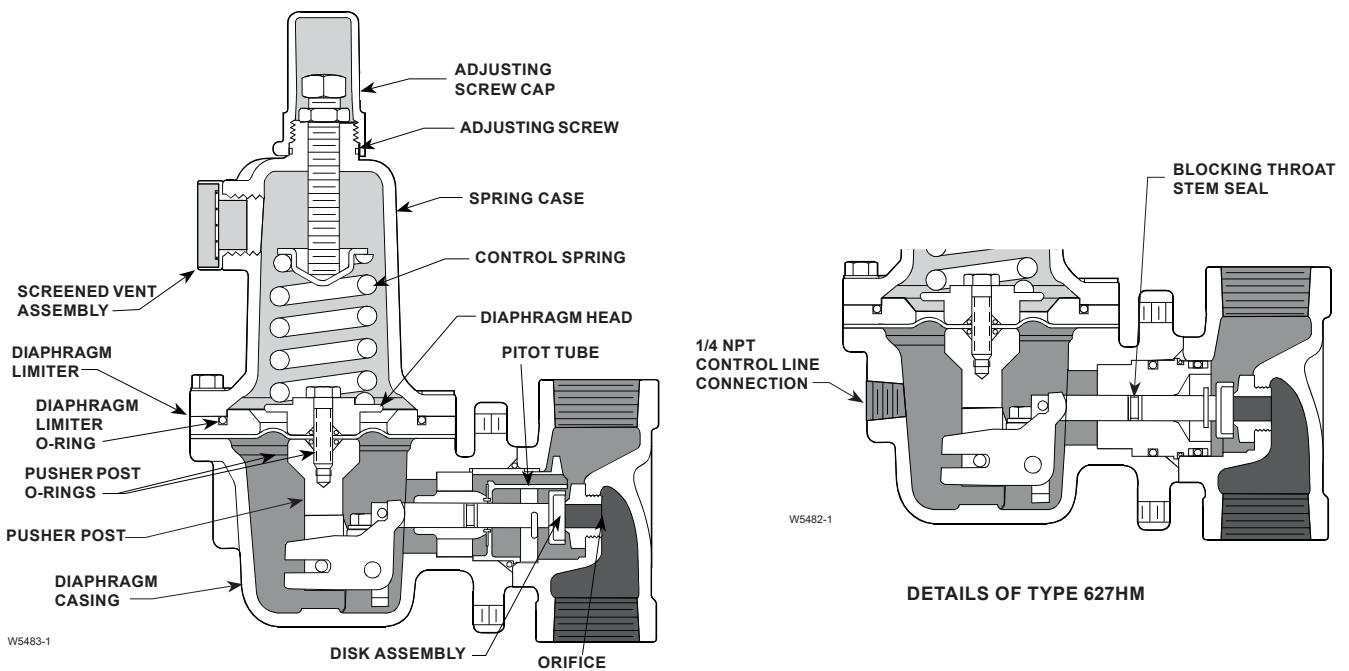 ADJUSTING
SCREW CAP
ADJUSTING SCREW
SPRING CASE
CONTROL SPRING
SCREENED VENT
ASSEMBLY
DIAPHRAGM HEAD
DIAPHRAGM
LIMITER
PITOT TUBE
DIAPHRAGM
LIMITER
O-RING
PUSHER POST
O-RINGS
PUSHER POST
DIAPHRAGM
CASING
W5483-1
DISK ASSEMBLY
ORIFICE
BLOCKING THROAT
STEM SEAL
1/4 NPT
CONTROL LINE
CONNECTION
W5482-1
DETAILS OF TYPE 627HM